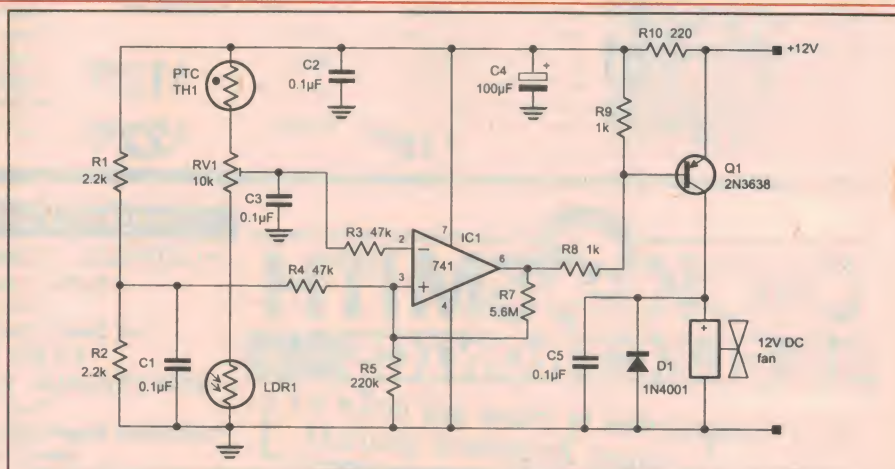 R10 220
+12V
PTC
TH1
C2
0.1µF
C4
+
100µF
R9
1k
R1
2.2k
RV1
10k
C3
0.1µF
Q1
2N3638
IC1
7
R3 47k
2
−
R8 1k
6
741
R4 47k
3
+
R7
5.6M
4
R2
2.2k
C1
0.1µF
LDR1
R5
220k
C5
0.1µF
D1
1N4001
+
12V DC
fan